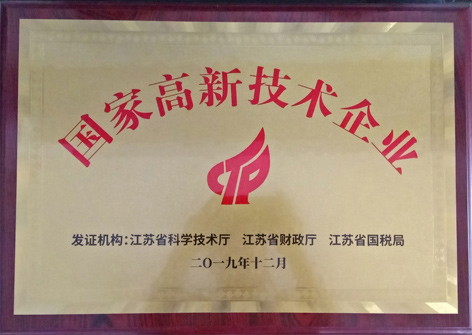 国家高新技术企业
发证机构：江苏省科学技术厅 江苏省财政厅 江苏省国税局
二〇一九年十二月